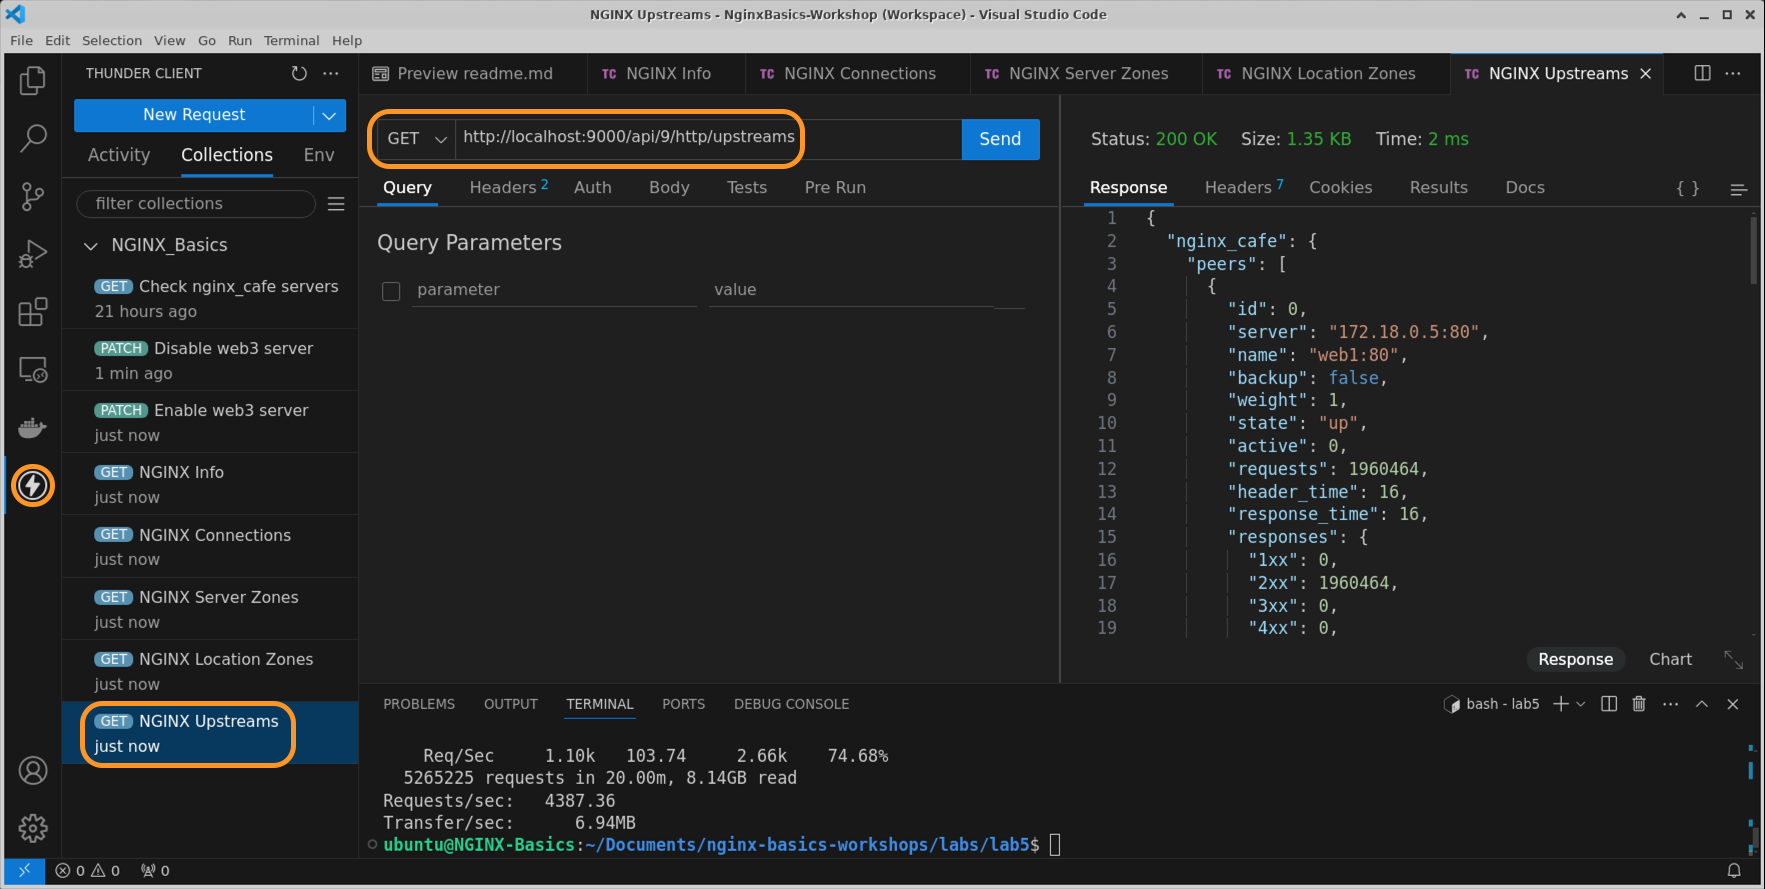 NGINX Upstreams - NginxBasics-Workshop (Workspace) - Visual Studio Code
File Edit Selection View Go Run Terminal Help
THUNDER CLIENT
New Request
Activity Collections Env
filter collections
NGINX_Basics
GET Check nginx_cafe servers
21 hours ago
PATCH Disable web3 server
1 min ago
PATCH Enable web3 server
just now
GET NGINX Info
just now
GET NGINX Connections
just now
GET NGINX Server Zones
just now
GET NGINX Location Zones
just now
GET NGINX Upstreams
just now
Preview readme.md TC NGINX Info TC NGINX Connections TC NGINX Server Zones TC NGINX Location Zones TC NGINX Upstreams
GET http://localhost:9000/api/9/http/upstreams Send
Query Headers 2 Auth Body Tests Pre Run
Query Parameters
parameter value
Status: 200 OK Size: 1.35 KB Time: 2 ms
Response Headers 7 Cookies Results Docs { }
1 {
2 "nginx_cafe": {
3 "peers": [
4 {
5 "id": 0,
6 "server": "172.18.0.5:80",
7 "name": "web1:80",
8 "backup": false,
9 "weight": 1,
10 "state": "up",
11 "active": 0,
12 "requests": 1960464,
13 "header_time": 16,
14 "response_time": 16,
15 "responses": {
16 "1xx": 0,
17 "2xx": 1960464,
18 "3xx": 0,
19 "4xx": 0,
Response Chart
PROBLEMS OUTPUT TERMINAL PORTS DEBUG CONSOLE
bash - lab5
Req/Sec 1.10k 103.74 2.66k 74.68%
5265225 requests in 20.00m, 8.14GB read
Requests/sec: 4387.36
Transfer/sec: 6.94MB
ubuntu@NGINX-Basics:~/Documents/nginx-basics-workshops/labs/lab5$
0 0 0